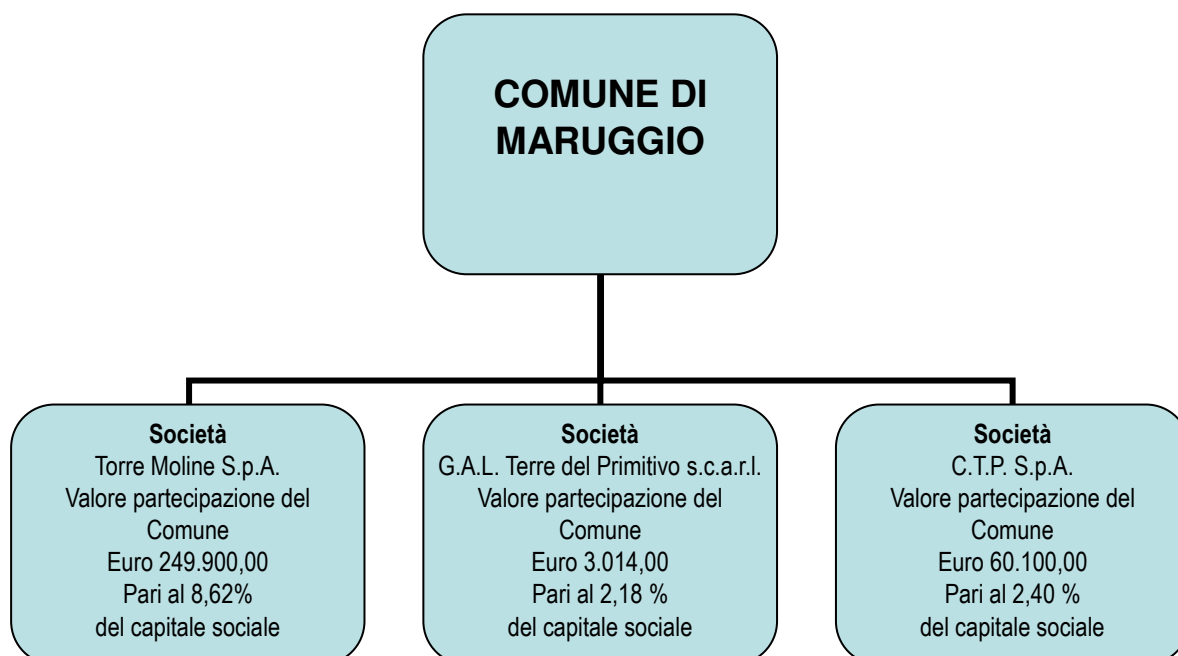 COMUNE DI
MARUGGIO
Società
Torre Moline S.p.A.
Valore partecipazione del
Comune
Euro 249.900,00
Pari al 8,62%
del capitale sociale
Società
G.A.L. Terre del Primitivo s.c.a.r.l.
Valore partecipazione del
Comune
Euro 3.014,00
Pari al 2,18 %
del capitale sociale
Società
C.T.P. S.p.A.
Valore partecipazione del
Comune
Euro 60.100,00
Pari al 2,40 %
del capitale sociale